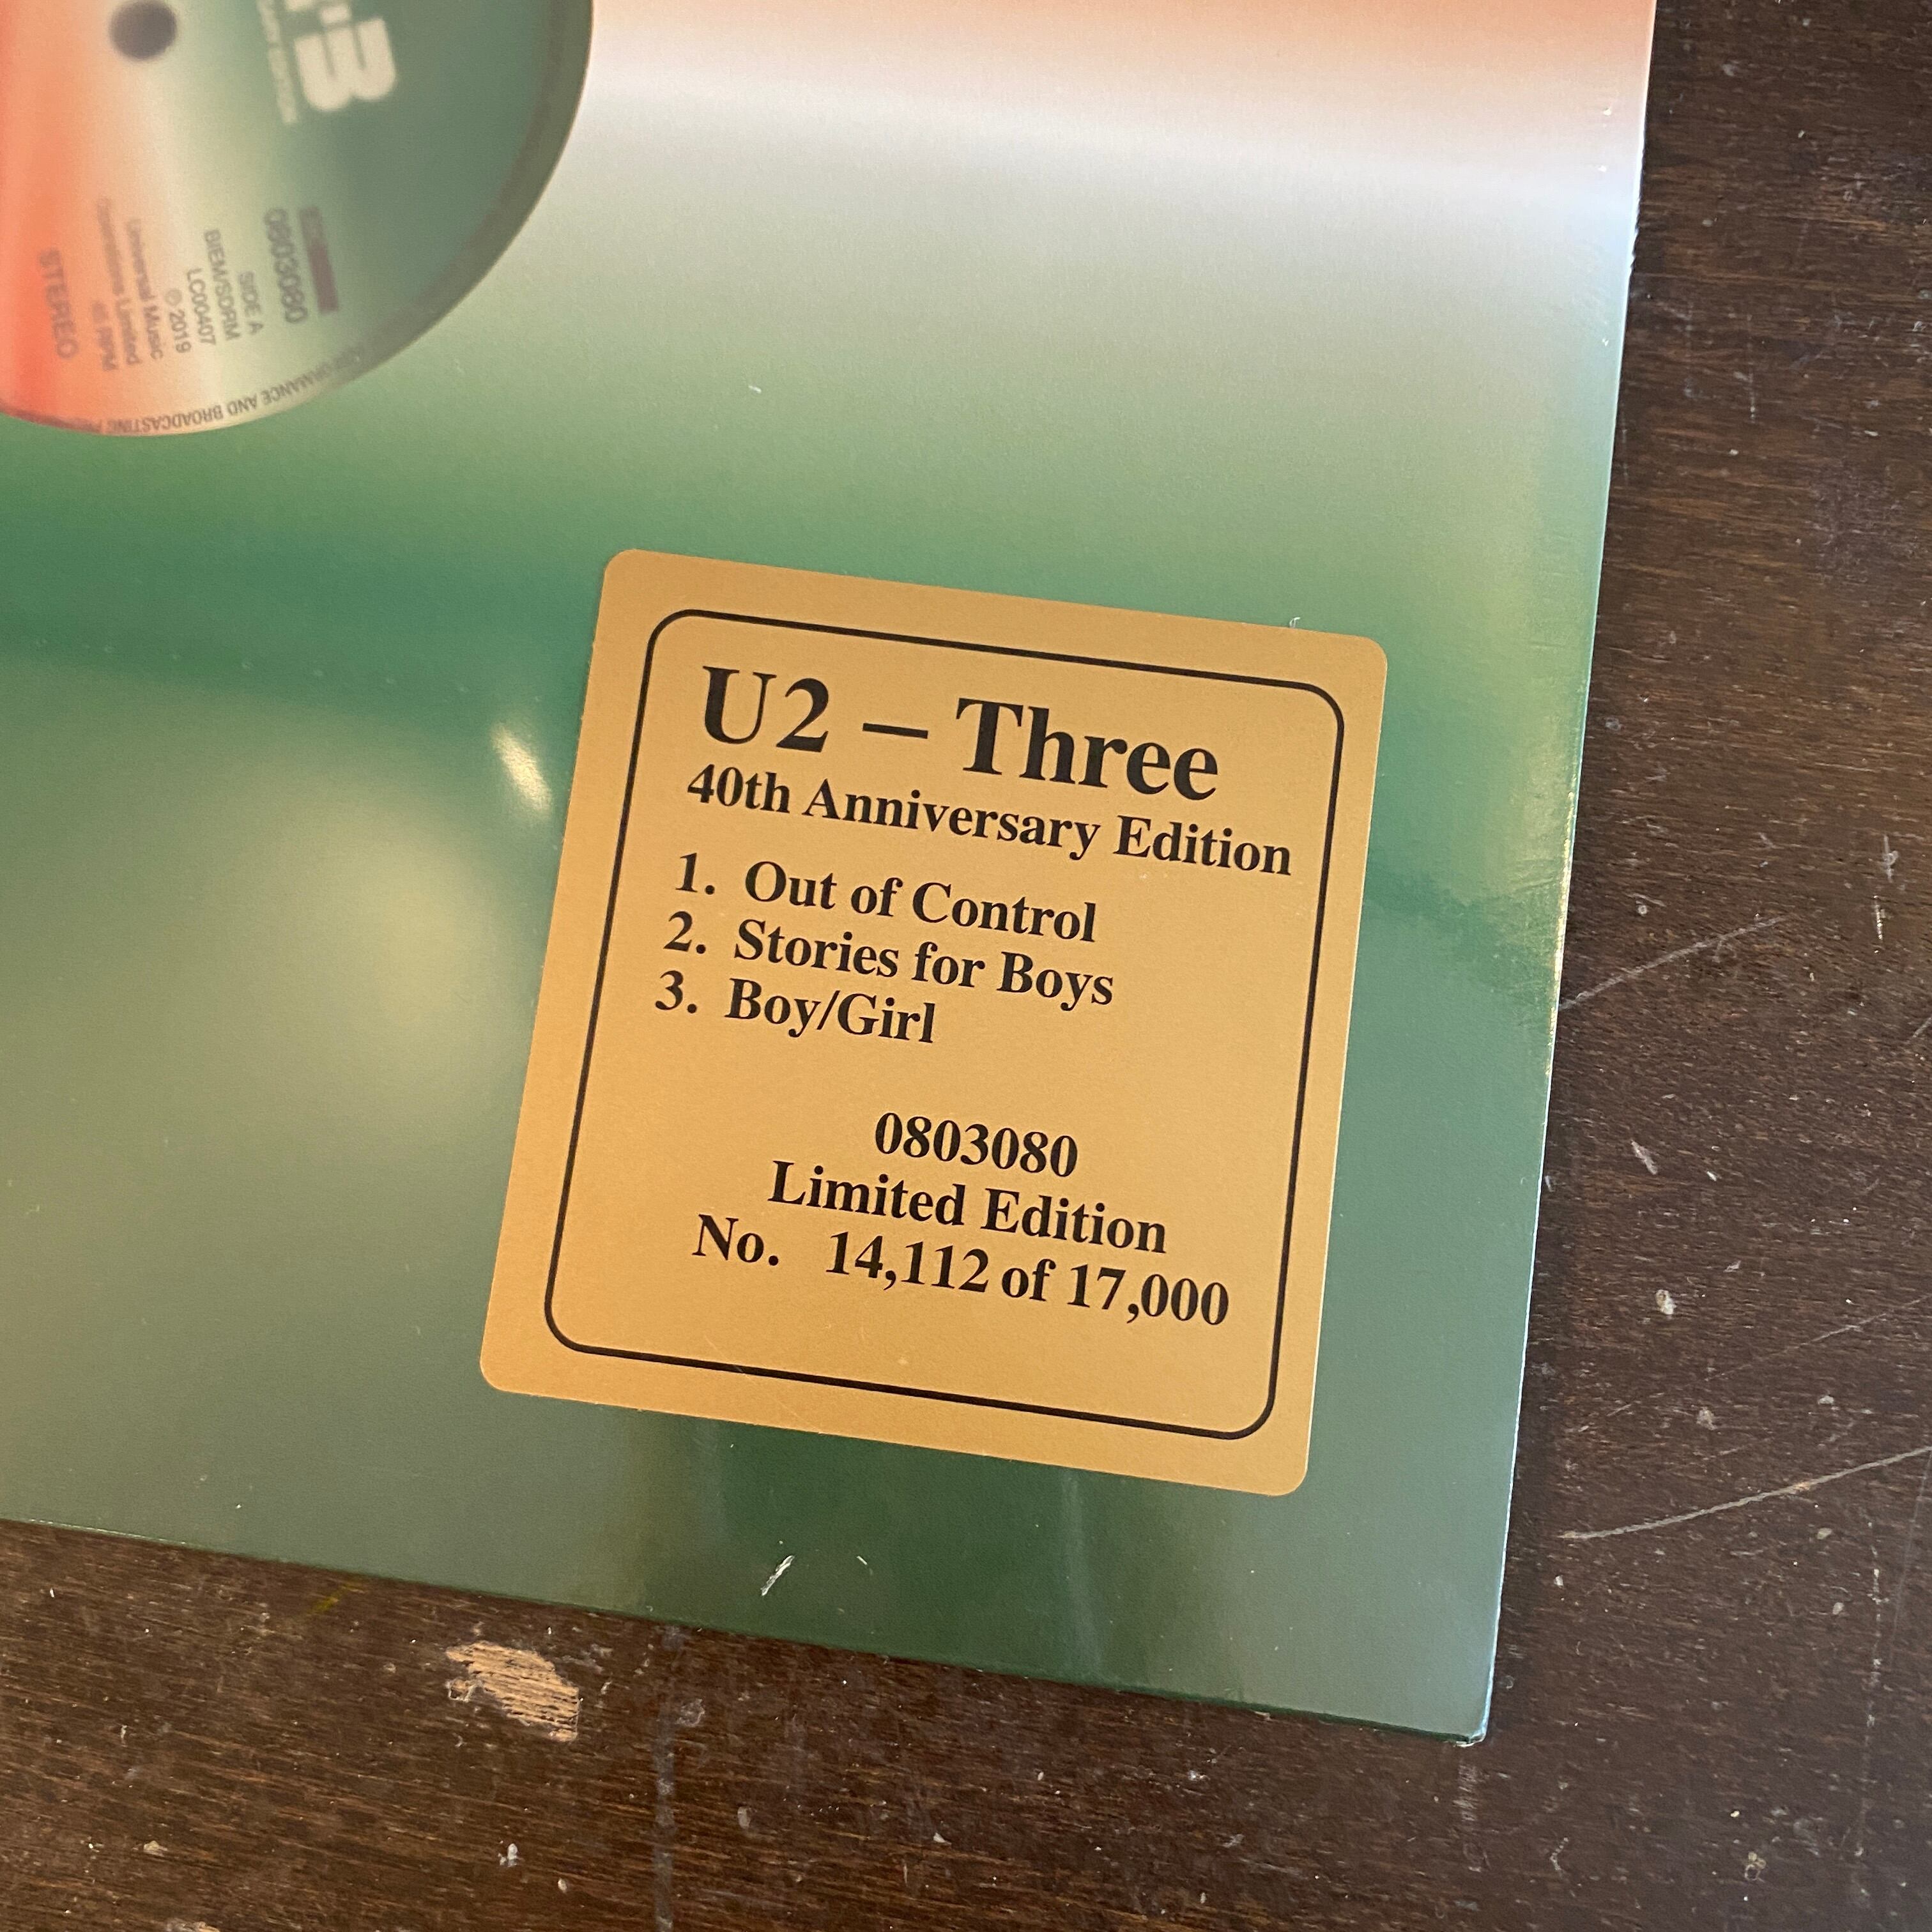 0803080
SIDE A
BIEM/SDRM
LC00407
℗ 2019
Universal Music
Operations Limited
45 RPM
STEREO
AND BROADCASTING
U2 – Three
40th Anniversary Edition
1. Out of Control
2. Stories for Boys
3. Boy/Girl
0803080
Limited Edition
No. 14,112 of 17,000